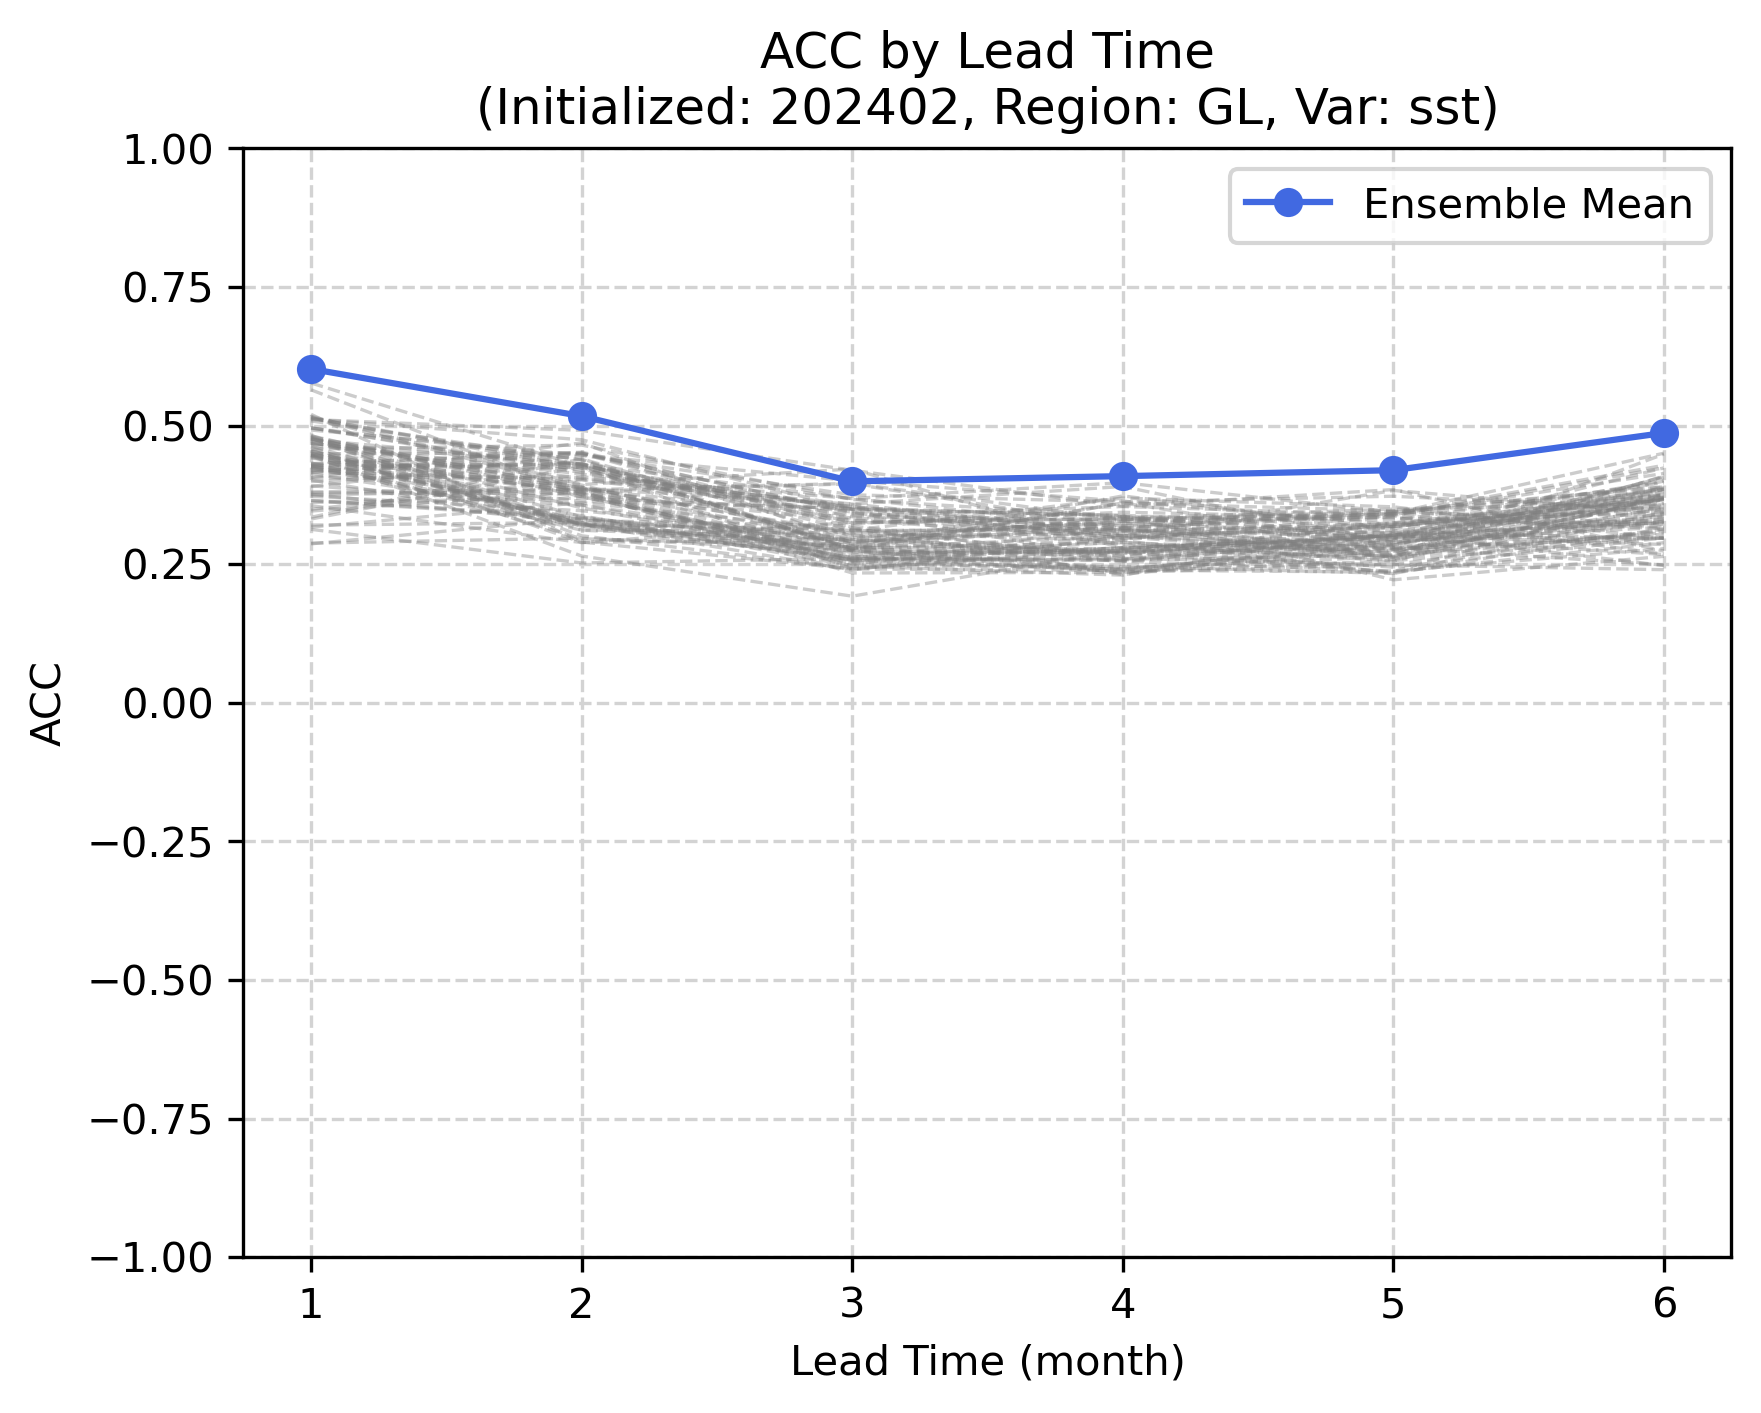 ACC by Lead Time
(Initialized: 202402, Region: GL, Var: sst)
Ensemble Mean
1.00
0.75
0.50
0.25
0.00
−0.25
−0.50
−0.75
−1.00
ACC
1 2 3 4 5 6
Lead Time (month)